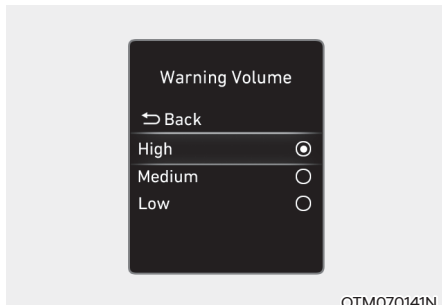 Warning Volume
Back
High
Medium
Low
OTM070141N